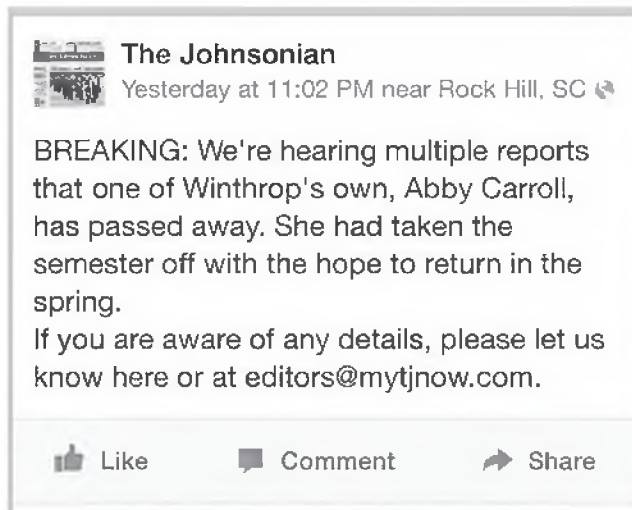 The Johnsonian
Yesterday at 11:02 PM near Rock Hill, SC
BREAKING: We're hearing multiple reports
that one of Winthrop's own, Abby Carroll,
has passed away. She had taken the
semester off with the hope to return in the
spring.
If you are aware of any details, please let us
know here or at editors@mytjnow.com.
Like Comment Share